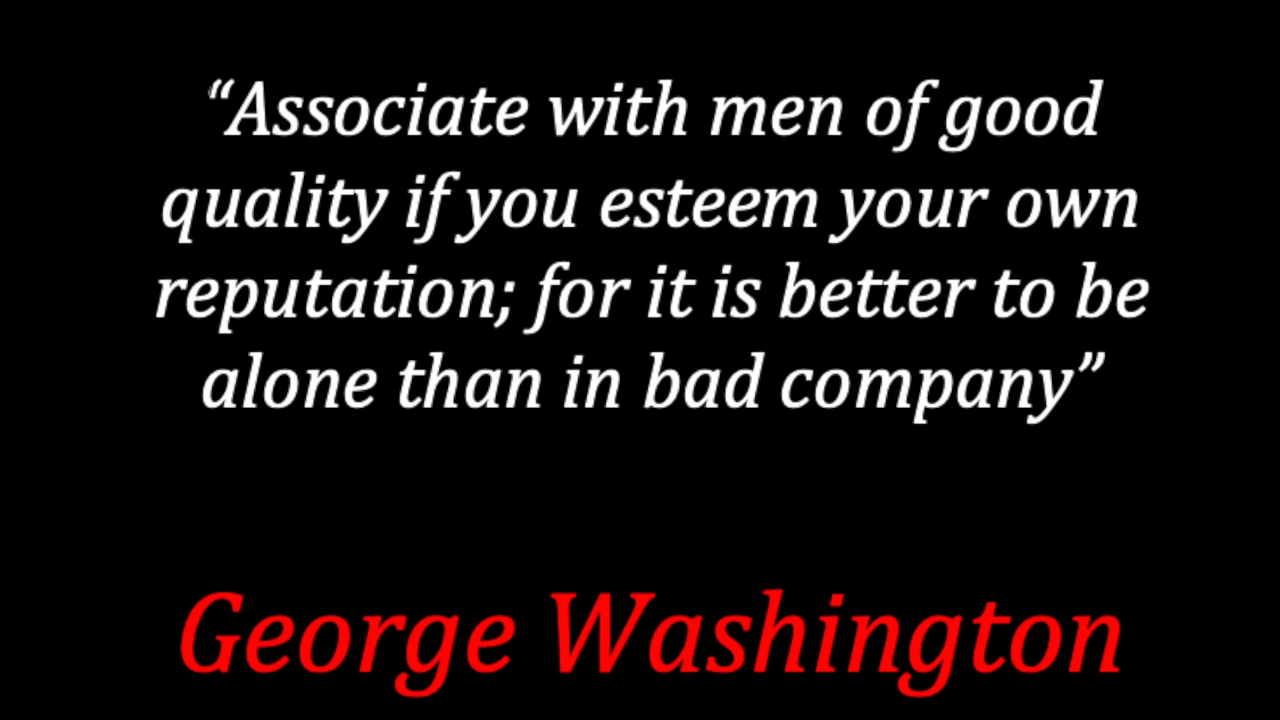 “Associate with men of good
quality if you esteem your own
reputation; for it is better to be
alone than in bad company”
George Washington